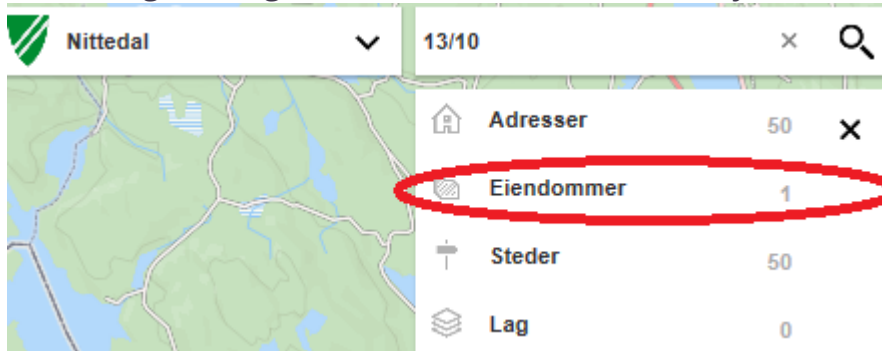 Nittedal
13/10
Adresser 50
Eiendommer 1
Steder 50
Lag 0